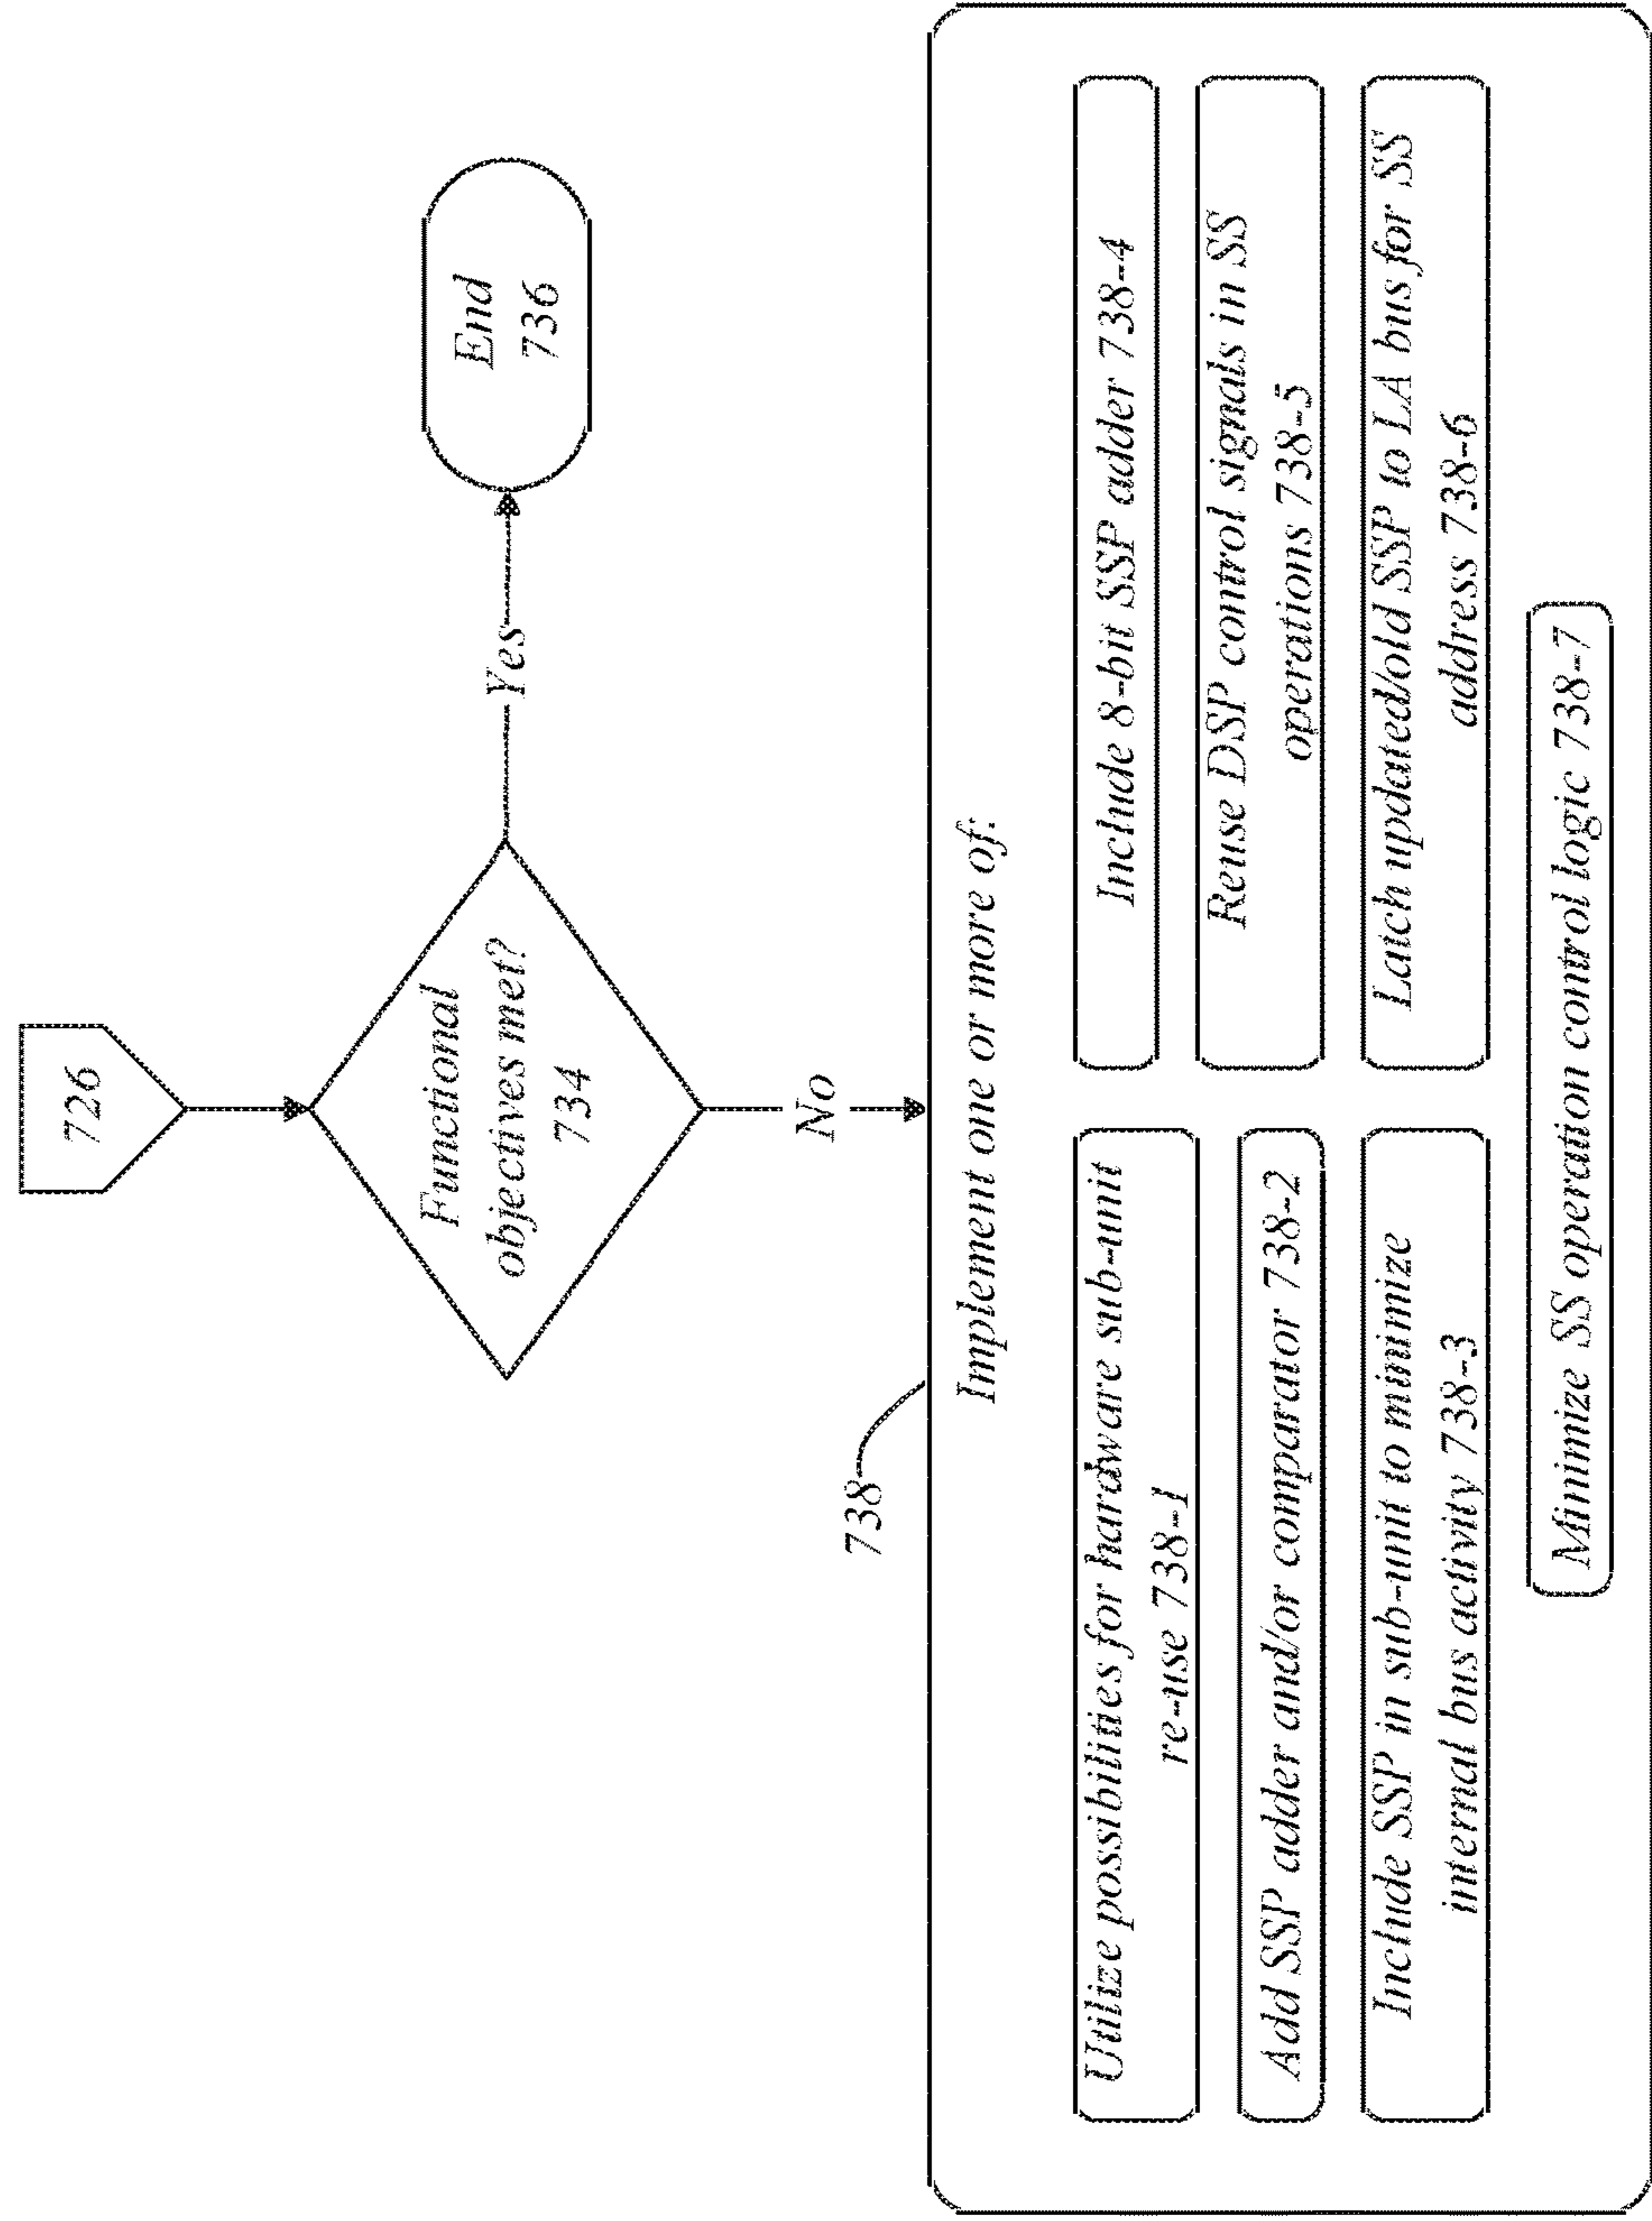 726
Functional
objectives met?
734
Yes
End
736
No
738
Implement one or more of:
Utilize possibilities for hardware sub-unit
re-use 738-1
Add SSP adder and/or comparator 738-2
Include SSP in sub-unit to minimize
internal bus activity 738-3
Include 8-bit SSP adder 738-4
Reuse DSP control signals in SS
operations 738-5
Latch updated/old SSP to LA bus for SS
address 738-6
Minimize SS operation control logic 738-7